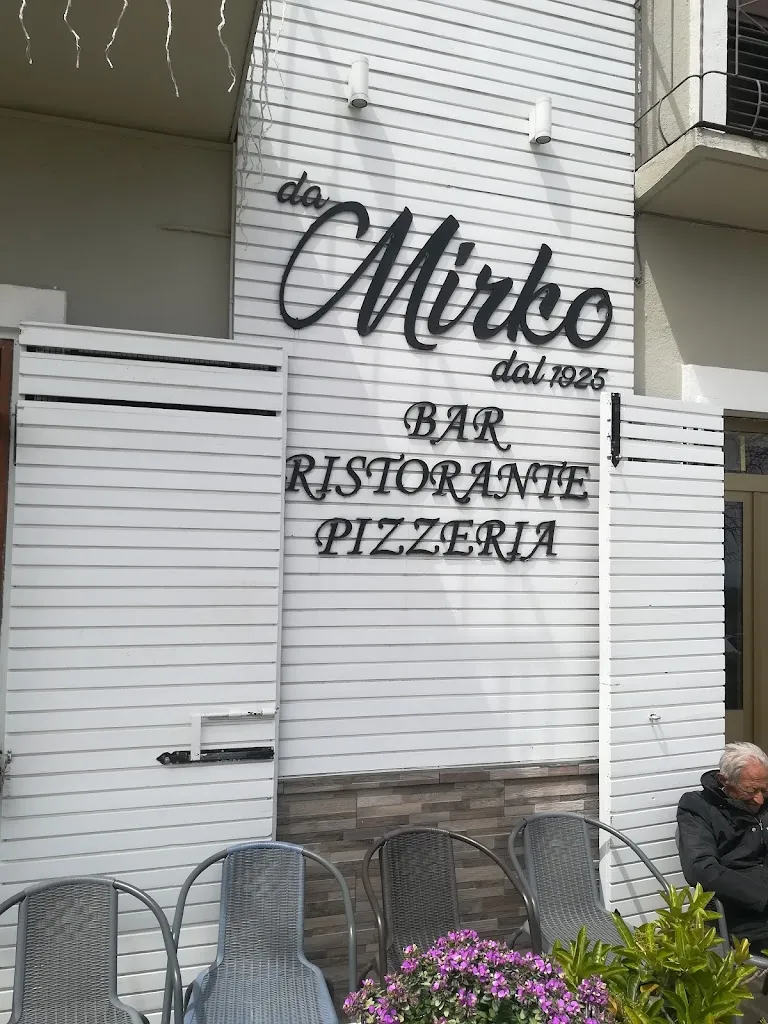 da
Mirko
dal 1925
BAR
RISTORANTE
PIZZERIA